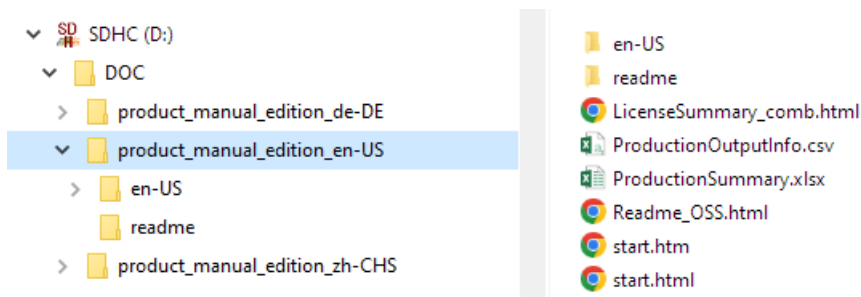 SD
SDHC (D:)
DOC
product_manual_edition_de-DE
product_manual_edition_en-US
en-US
readme
product_manual_edition_zh-CHS
en-US
readme
LicenseSummary_comb.html
ProductionOutputInfo.csv
ProductionSummary.xlsx
Readme_OSS.html
start.htm
start.html